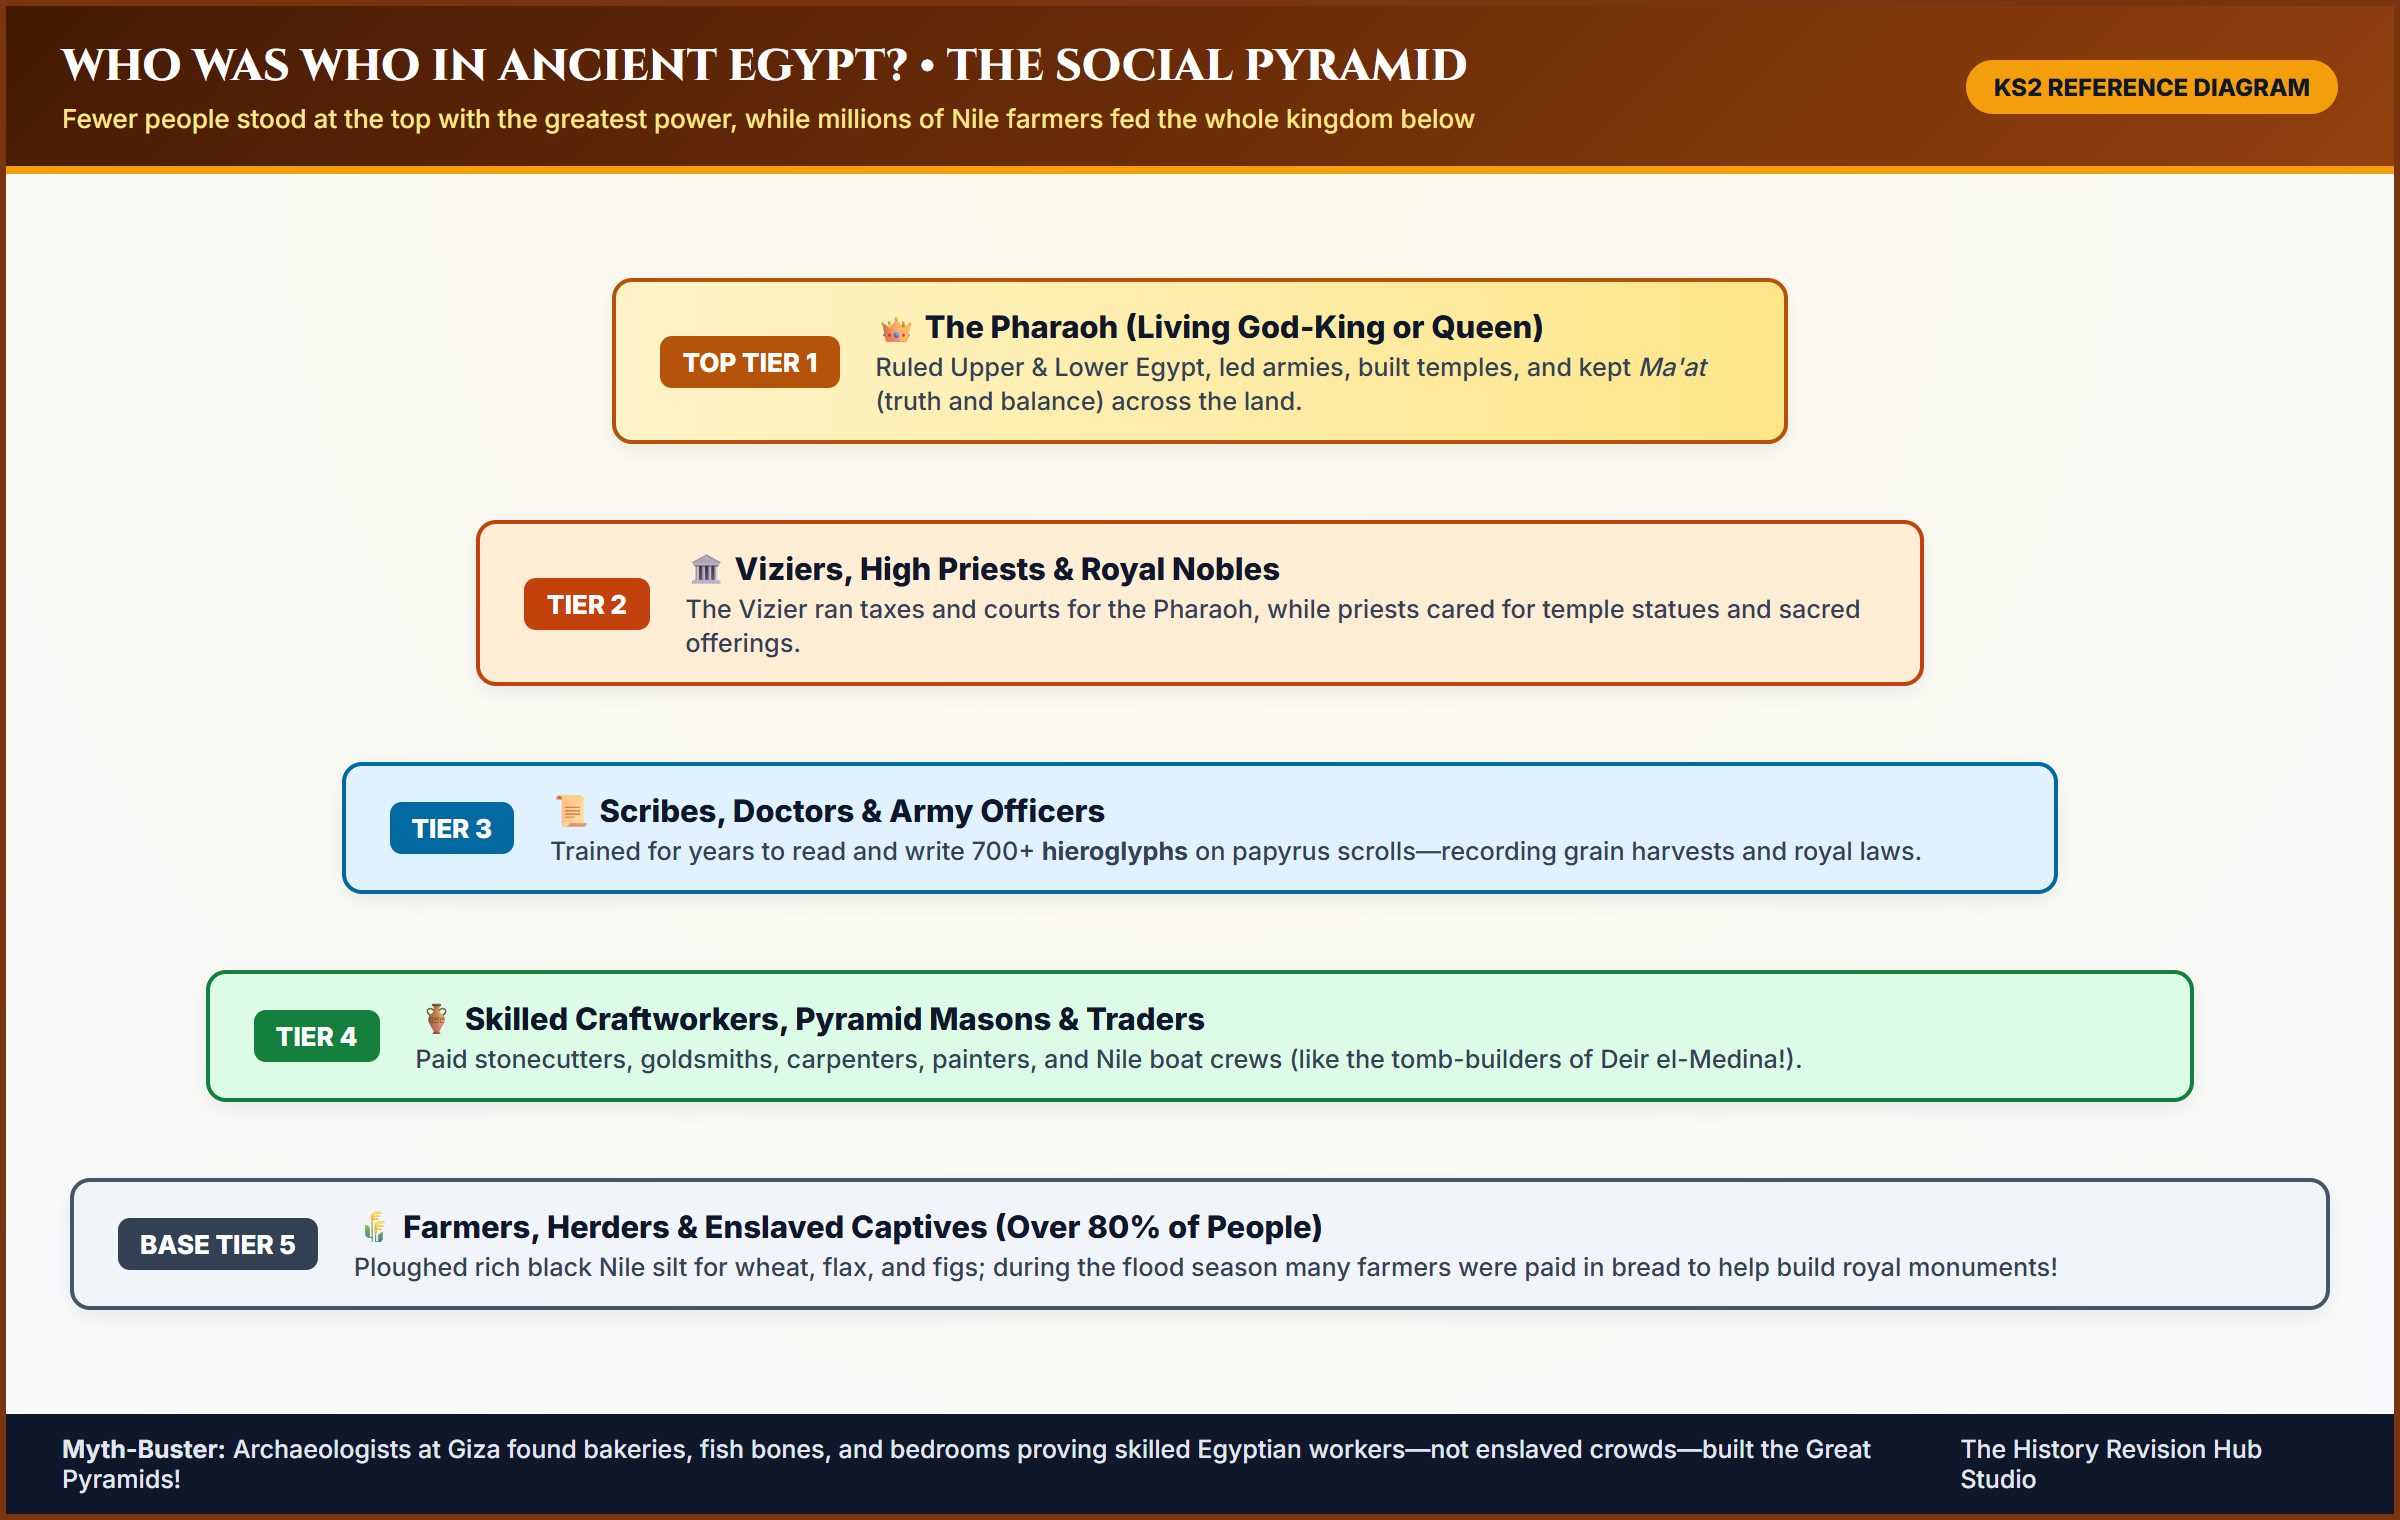 WHO WAS WHO IN ANCIENT EGYPT? • THE SOCIAL PYRAMID
Fewer people stood at the top with the greatest power, while millions of Nile farmers fed the whole kingdom below
KS2 REFERENCE DIAGRAM
TOP TIER 1
The Pharaoh (Living God-King or Queen)
Ruled Upper & Lower Egypt, led armies, built temples, and kept Ma'at
(truth and balance) across the land.
TIER 2
Viziers, High Priests & Royal Nobles
The Vizier ran taxes and courts for the Pharaoh, while priests cared for temple statues and sacred
offerings.
TIER 3
Scribes, Doctors & Army Officers
Trained for years to read and write 700+ hieroglyphs on papyrus scrolls—recording grain harvests and royal laws.
TIER 4
Skilled Craftworkers, Pyramid Masons & Traders
Paid stonecutters, goldsmiths, carpenters, painters, and Nile boat crews (like the tomb-builders of Deir el-Medina!).
BASE TIER 5
Farmers, Herders & Enslaved Captives (Over 80% of People)
Ploughed rich black Nile silt for wheat, flax, and figs; during the flood season many farmers were paid in bread to help build royal monuments!
Myth-Buster: Archaeologists at Giza found bakeries, fish bones, and bedrooms proving skilled Egyptian workers—not enslaved crowds—built the Great
Pyramids!
The History Revision Hub
Studio